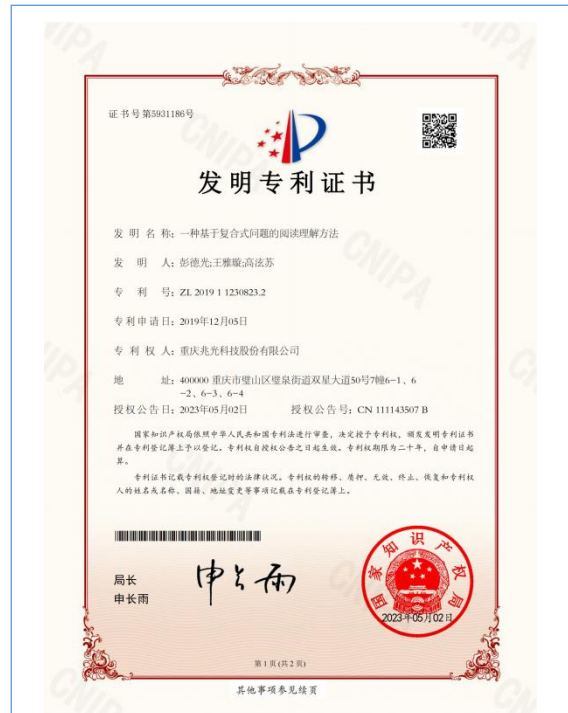 证书号第5931186号
发明专利证书
发 明 名 称：一种基于复合式问题的阅读理解方法
发 明 人：彭德光;王雅璇;高泫苏
专 利 号：ZL 2019 1 1230823.2
专利申请日：2019年12月05日
专 利 权 人：重庆兆光科技股份有限公司
地 址：400000 重庆市璧山区璧泉街道双星大道50号7幢6-1、6
-2、6-3、6-4
授权公告日：2023年05月02日 授权公告号：CN 111143507 B
国家知识产权局依照中华人民共和国专利法进行审查，决定授予专利权，颁发发明专利证书
并在专利登记簿上予以登记。专利权自授权公告之日起生效。专利权期限为二十年，自申请日起
算。
专利证书记载专利权登记时的法律状况。专利权的转移、质押、无效、终止、恢复和专利权
人的姓名或名称、国籍、地址变更等事项记载在专利登记簿上。
局长
申长雨
申长雨
国家知识产权局
2023年05月02日
第 1 页 (共 2 页)
其他事项参见续页
CNIPA
CNIPA
CNIPA
CNIPA
CNIPA